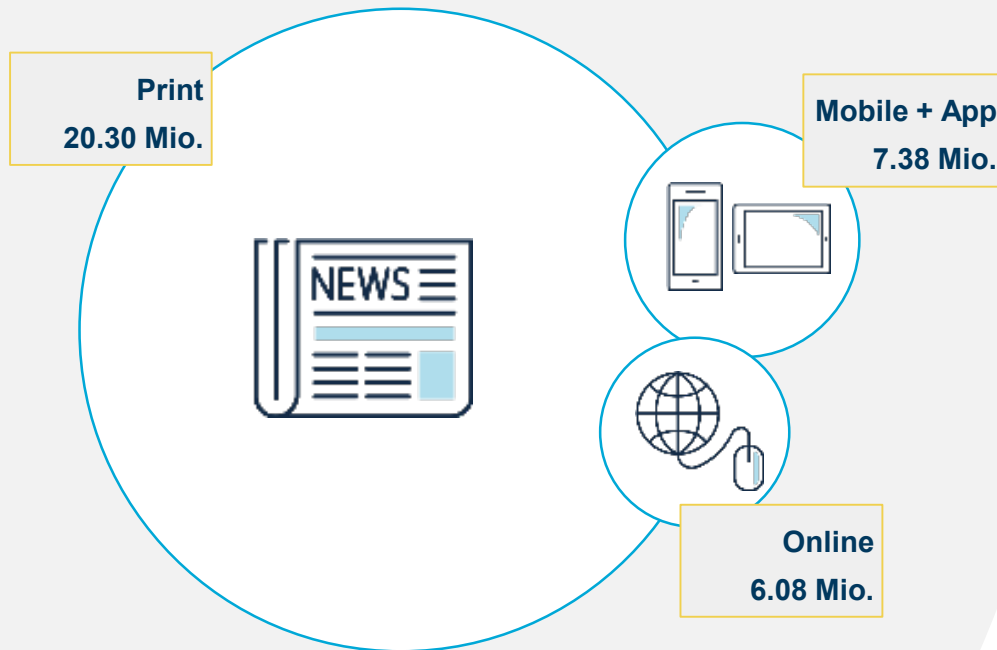 Print
20.30 Mio.
Mobile + App
7.38 Mio.
NEWS
Online
6.08 Mio.